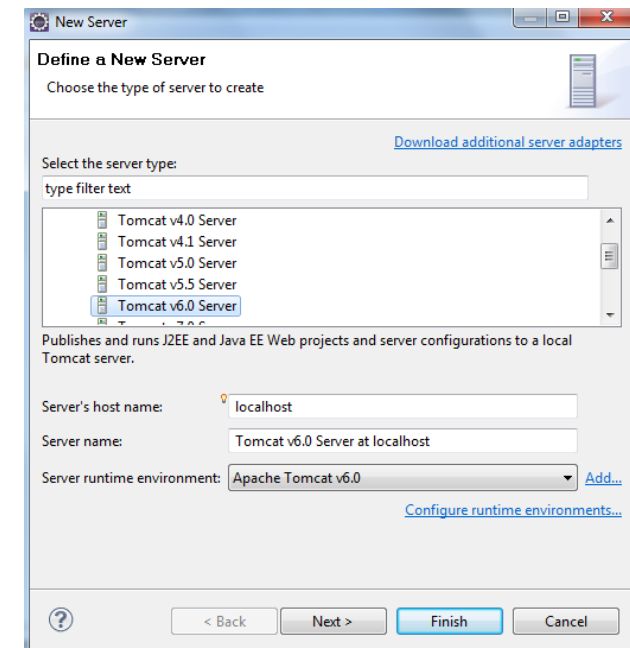 New Server
Define a New Server
Choose the type of server to create
Download additional server adapters
Select the server type:
type filter text
Tomcat v4.0 Server
Tomcat v4.1 Server
Tomcat v5.0 Server
Tomcat v5.5 Server
Tomcat v6.0 Server
Publishes and runs J2EE and Java EE Web projects and server configurations to a local
Tomcat server.
Server's host name: localhost
Server name: Tomcat v6.0 Server at localhost
Server runtime environment: Apache Tomcat v6.0 Add...
Configure runtime environments...
? < Back Next > Finish Cancel